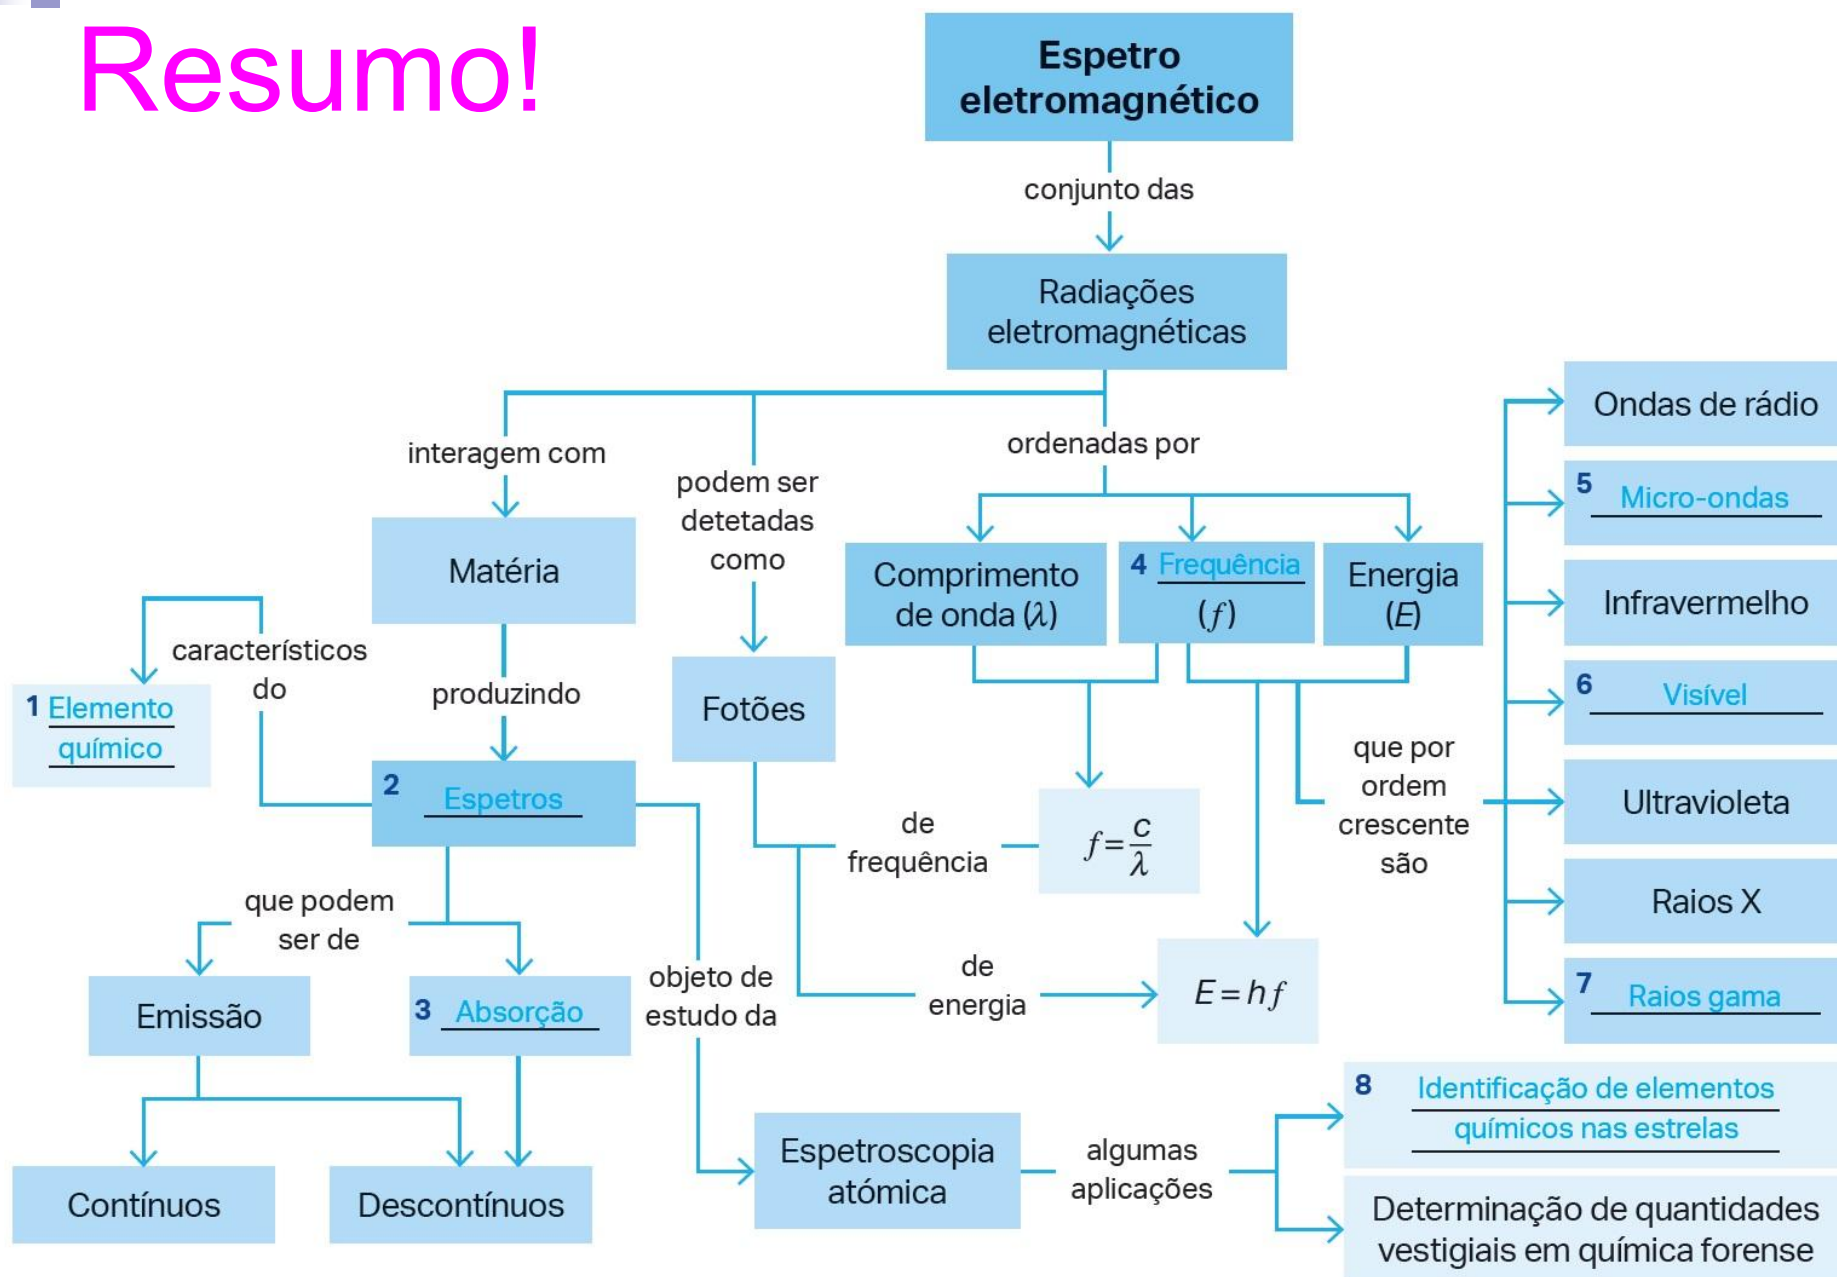 Resumo!
Espetro
eletromagnético
conjunto das
Radiações
eletromagnéticas
interagem com
podem ser
detetadas
como
ordenadas por
Matéria
Comprimento
de onda (λ)
4 Frequência
(f)
Energia
(E)
Ondas de rádio
5 Micro-ondas
Infravermelho
6 Visível
Ultravioleta
Raios X
7 Raios gama
característicos
do
produzindo
1 Elemento
químico
Fotões
2 Espetros
que por
ordem
crescente
são
de
frequência
f = c/λ
de
energia
E = hf
que podem
ser de
objeto de
estudo da
Emissão
3 Absorção
Contínuos
Descontínuos
Espetroscopia
atómica
algumas
aplicações
8 Identificação de elementos
químicos nas estrelas
Determinação de quantidades
vestigiais em química forense